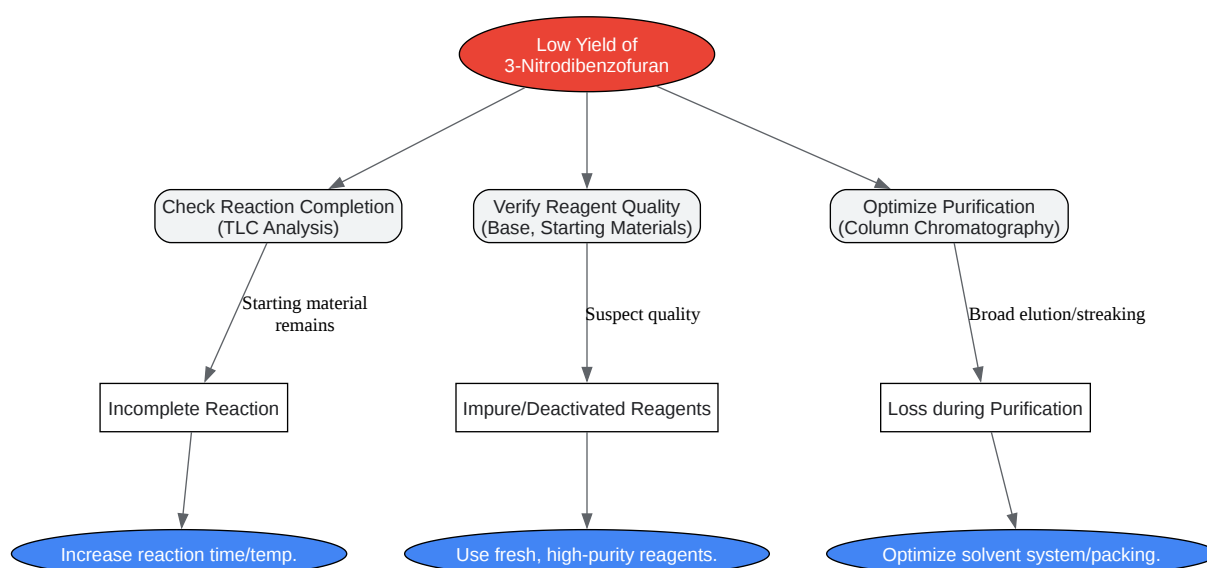 Low Yield of
3-Nitrodibenzofuran
Check Reaction Completion
(TLC Analysis)
Verify Reagent Quality
(Base, Starting Materials)
Optimize Purification
(Column Chromatography)
Starting material
remains
Suspect quality
Broad elution/streaking
Incomplete Reaction
Impure/Deactivated Reagents
Loss during Purification
Increase reaction time/temp.
Use fresh, high-purity reagents.
Optimize solvent system/packing.